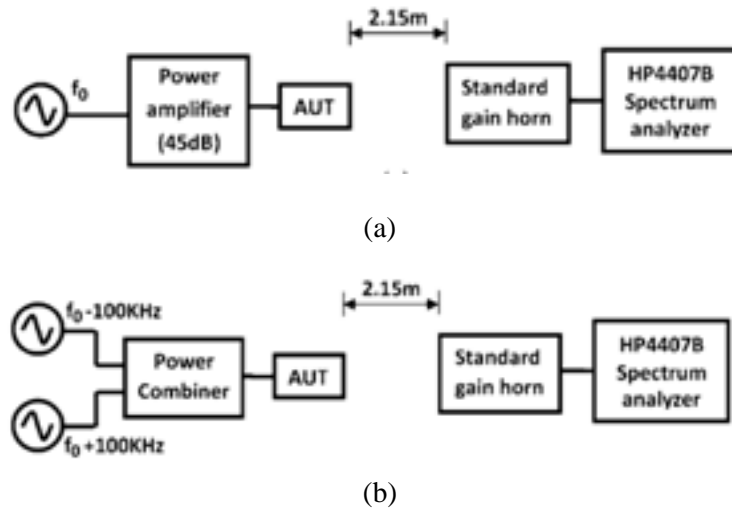 2.15m
f0
Power
amplifier
(45dB)
AUT
Standard
gain horn
HP4407B
Spectrum
analyzer
(a)
2.15m
f0-100KHz
f0+100KHz
Power
Combiner
AUT
Standard
gain horn
HP4407B
Spectrum
analyzer
(b)